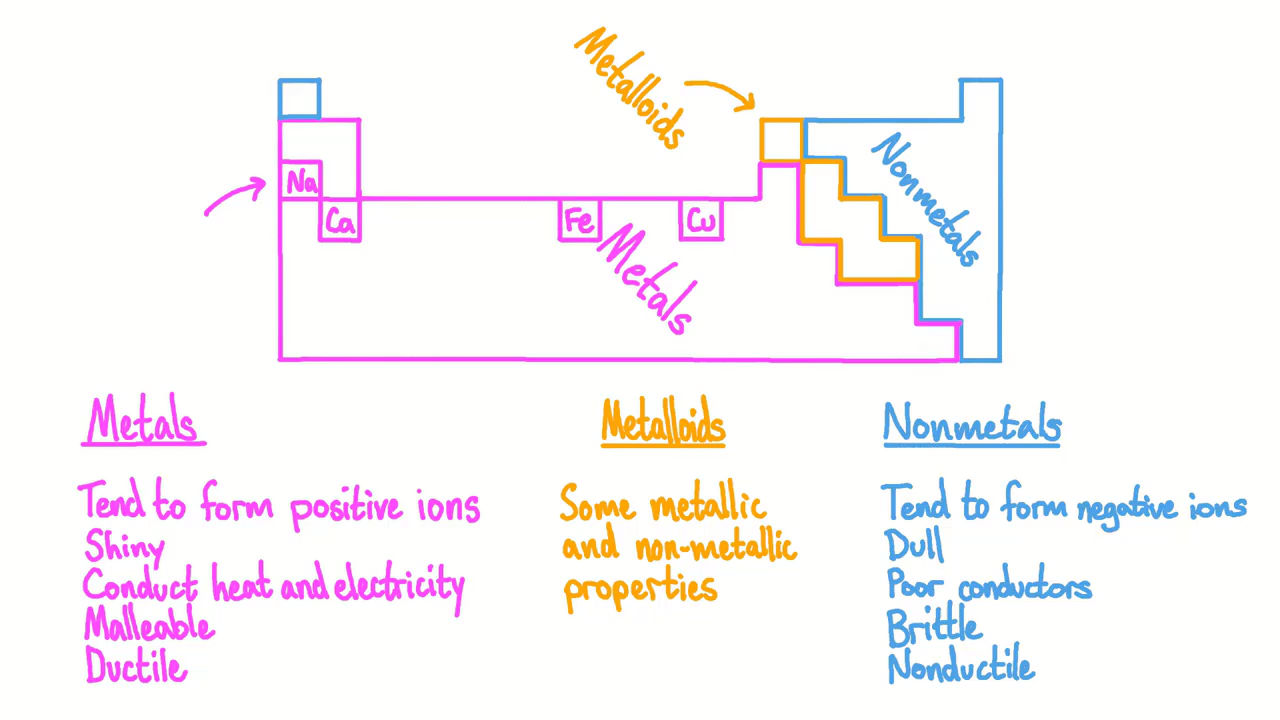 Metalloids
Nonmetals
Na
Ca
Fe
Cu
Metals
Metals
Tend to form positive ions
Shiny
Conduct heat and electricity
Malleable
Ductile
Metalloids
Some metallic
and non-metallic
properties
Nonmetals
Tend to form negative ions
Dull
Poor conductors
Brittle
Nonductile